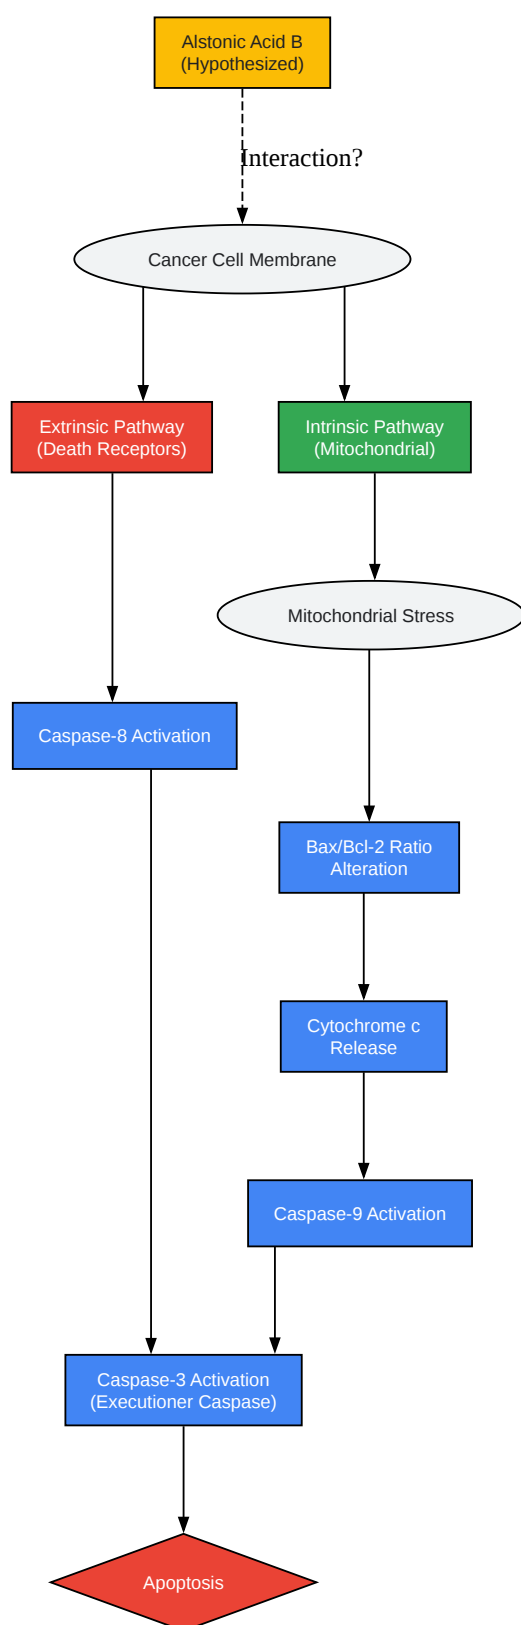 Alstonic Acid B
(Hypothesized)
Interaction?
Cancer Cell Membrane
Extrinsic Pathway
(Death Receptors)
Intrinsic Pathway
(Mitochondrial)
Mitochondrial Stress
Caspase-8 Activation
Bax/Bcl-2 Ratio
Alteration
Cytochrome c
Release
Caspase-9 Activation
Caspase-3 Activation
(Executioner Caspase)
Apoptosis